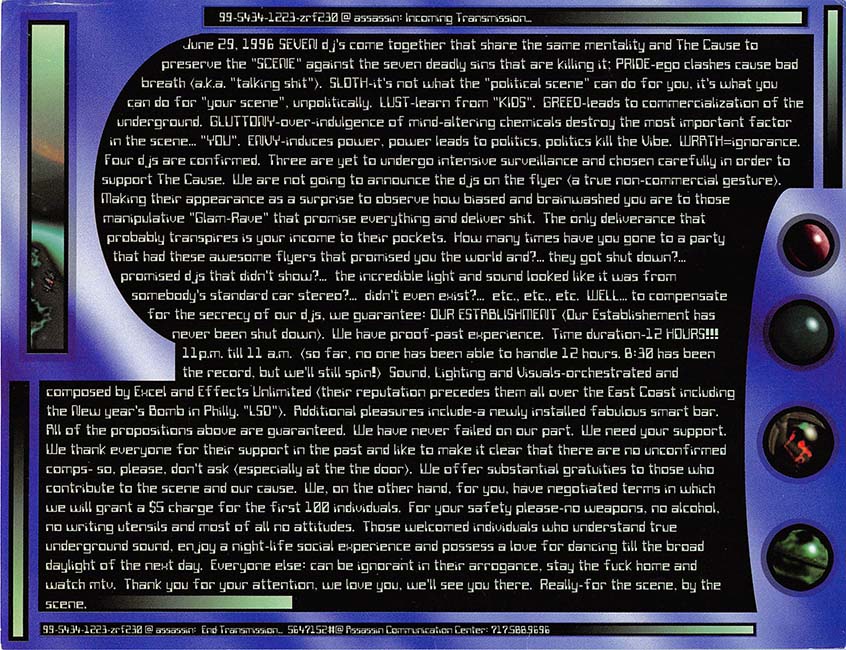 99-5434-1223-zrf230 @ assassin: Incoming Transmission...
June 29, 1996 SEVEN dj's come together that share the same mentality and The Cause to
preserve the "SCENE" against the seven deadly sins that are killing it; PRIDE-ego clashes cause bad
breath (a.k.a. "talking shit"). SLOTH-it's not what the "political scene" can do for you, it's what you
can do for "your scene", unpolitically. LUST-learn from "KIDS". GREED-leads to commercialization of the
underground. GLUTTONY-over-indulgence of mind-altering chemicals destroy the most important factor
in the scene... "YOU". ENVY-induces power, power leads to politics, politics kill the Vibe. WRATH=ignorance.
Four djs are confirmed. Three are yet to undergo intensive surveillance and chosen carefully in order to
support The Cause. We are not going to announce the djs on the flyer (a true non-commercial gesture).
Making their appearance as a surprise to observe how biased and brainwashed you are to those
manipulative "Glam-Rave" that promise everything and deliver shit. The only deliverance that
probably transpires is your income to their pockets. How many times have you gone to a party
that had these awesome flyers that promised you the world and?... they got shut down?...
promised djs that didn't show?... the incredible light and sound looked like it was from
somebody's standard car stereo?... didn't even exist?... etc., etc., etc. WELL... to compensate
for the secrecy of our djs, we guarantee: OUR ESTABLISHMENT (Our Establishement has
never been shut down). We have proof-past experience. Time duration-12 HOURS!!!
11p.m. till 11 a.m. (so far, no one has been able to handle 12 hours. 8:30 has been
the record, but we'll still spin!) Sound, Lighting and Visuals-orchestrated and
composed by Excel and Effects Unlimited (their reputation precedes them all over the East Coast including
the New year's Bomb in Philly, "LSD"). Additional pleasures include-a newly installed fabulous smart bar.
All of the propositions above are guaranteed. We have never failed on our part. We need your support.
We thank everyone for their support in the past and like to make it clear that there are no unconfirmed
comps- so, please, don't ask (especially at the the door). We offer substantial gratuities to those who
contribute to the scene and our cause. We, on the other hand, for you, have negotiated terms in which
we will grant a $5 charge for the first 100 individuals. For your safety please-no weapons, no alcohol,
no writing utensils and most of all no attitudes. Those welcomed individuals who understand true
underground sound, enjoy a night-life social experience and possess a love for dancing till the broad
daylight of the next day. Everyone else: can be ignorant in their arrogance, stay the fuck home and
watch mtv. Thank you for your attention, we love you, we'll see you there. Really-for the scene, by the
scene.
99-5434-1223-zrf230 @ assassin: End Transmission... 5647152#@ Assassin Communication Center: 717.588.9696